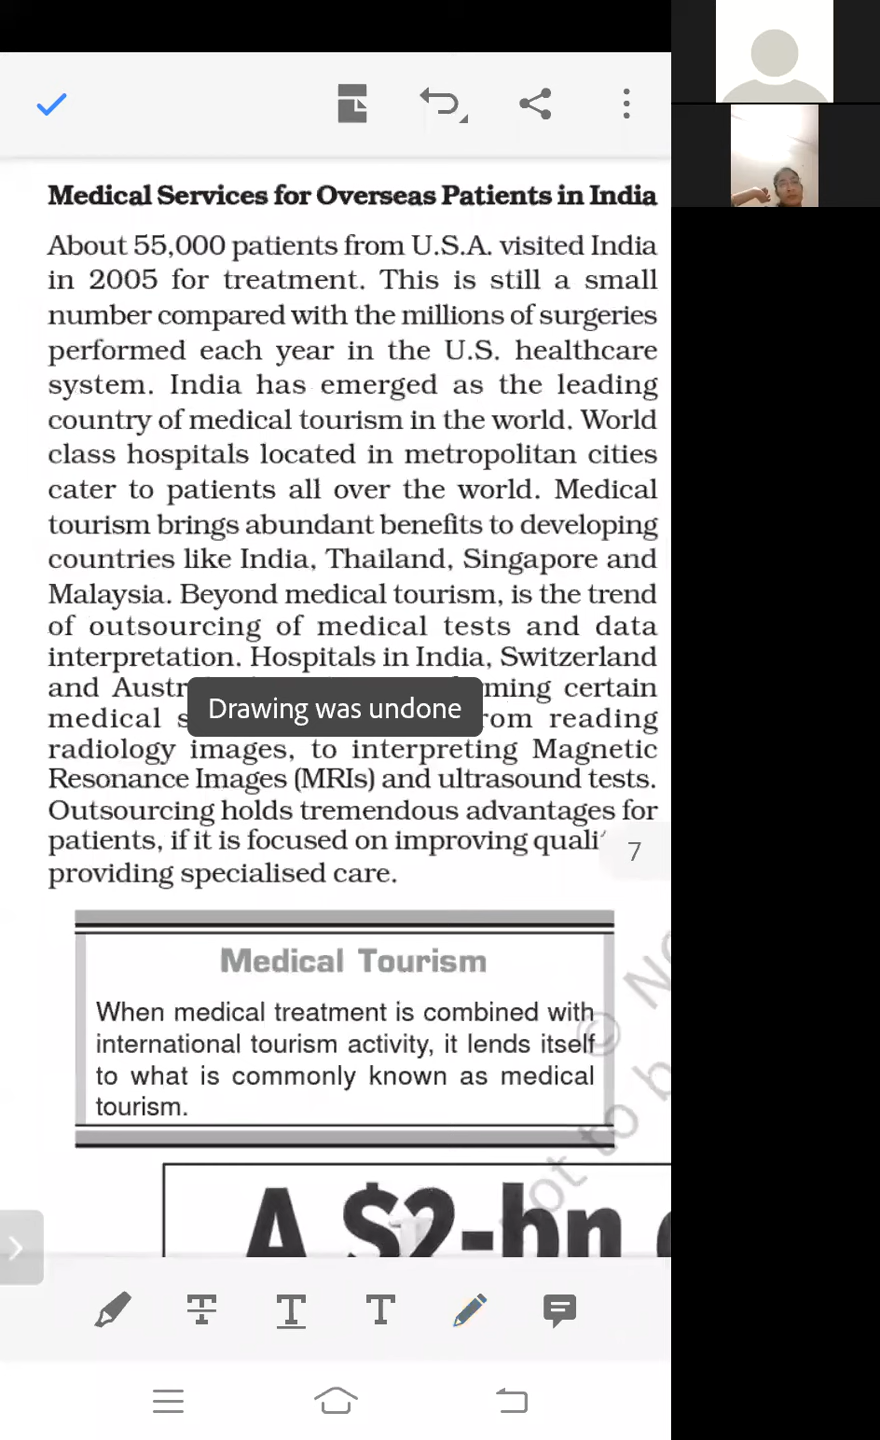 Medical Services for Overseas Patients in India
About 55,000 patients from U.S.A. visited India
in 2005 for treatment. This is still a small
number compared with the millions of surgeries
performed each year in the U.S. healthcare
system. India has emerged as the leading
country of medical tourism in the world. World
class hospitals located in metropolitan cities
cater to patients all over the world. Medical
tourism brings abundant benefits to developing
countries like India, Thailand, Singapore and
Malaysia. Beyond medical tourism, is the trend
of outsourcing of medical tests and data
interpretation. Hospitals in India, Switzerland
and certain
medical reading
Drawing was undone
radiology images, to interpreting Magnetic
Resonance Images (MRIs) and ultrasound tests.
Outsourcing holds tremendous advantages for
patients, if it is focused on improving
7
providing specialised care.
Medical Tourism
When medical treatment is combined with
international tourism activity, it lends itself
to what is commonly known as medical
tourism.
A $2-bn
not to b